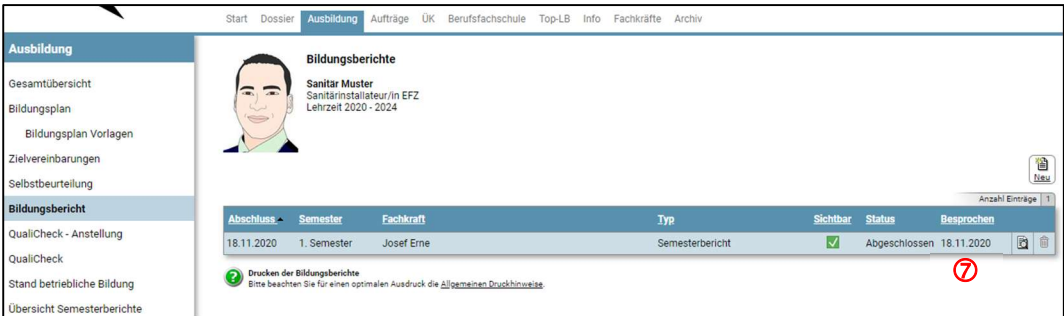 Start Dossier Ausbildung Aufträge ÜK Berufsfachschule Top-LB Info Fachkräfte Archiv
Ausbildung
Gesamtübersicht
Bildungsplan
Bildungsplan Vorlagen
Zielvereinbarungen
Selbstbeurteilung
Bildungsbericht
QualiCheck - Anstellung
QualiCheck
Stand betriebliche Bildung
Übersicht Semesterberichte
Bildungsberichte
Sanitär Muster
Sanitärinstallateur/in EFZ
Lehrzeit 2020 - 2024
Neu
Anzahl Einträge 1
Abschluss Semester Fachkraft Typ Sichtbar Status Besprochen
18.11.2020 1. Semester Josef Erne Semesterbericht Abgeschlossen 18.11.2020
⑦
Drucken der Bildungsberichte
Bitte beachten Sie für einen optimalen Ausdruck die Allgemeinen Druckhinweise.